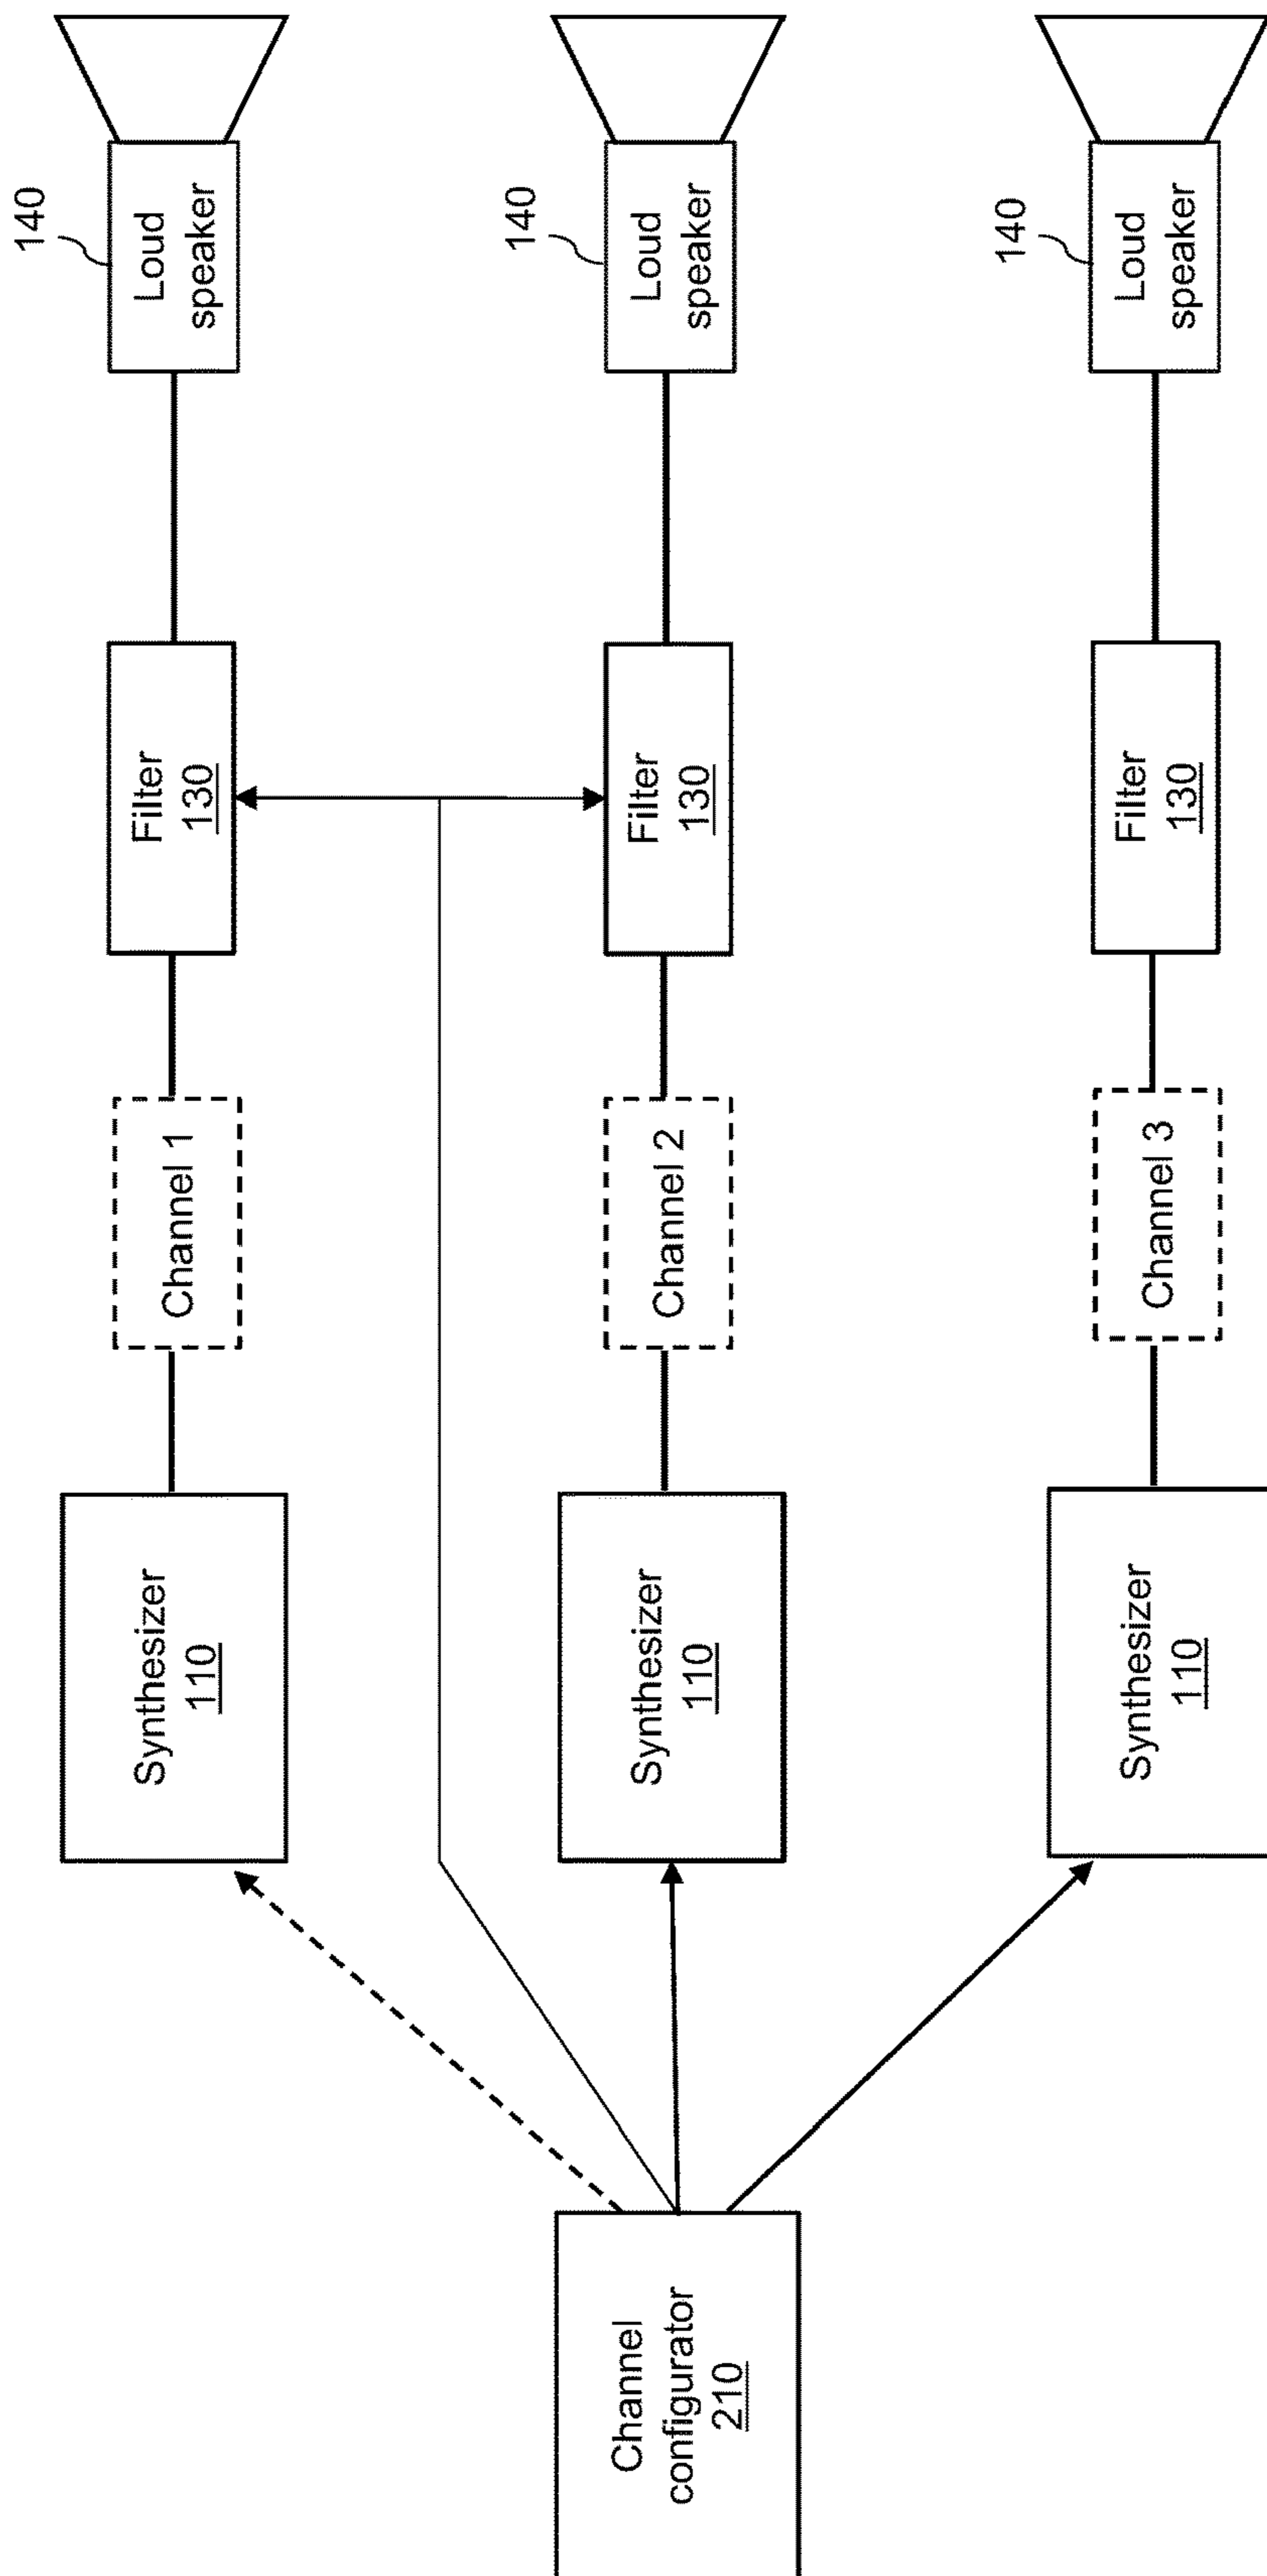 Channel
configurator
210
Synthesizer
110
Channel 1
Filter
130
Loud
speaker
140
Synthesizer
110
Channel 2
Filter
130
Loud
speaker
140
Synthesizer
110
Channel 3
Filter
130
Loud
speaker
140